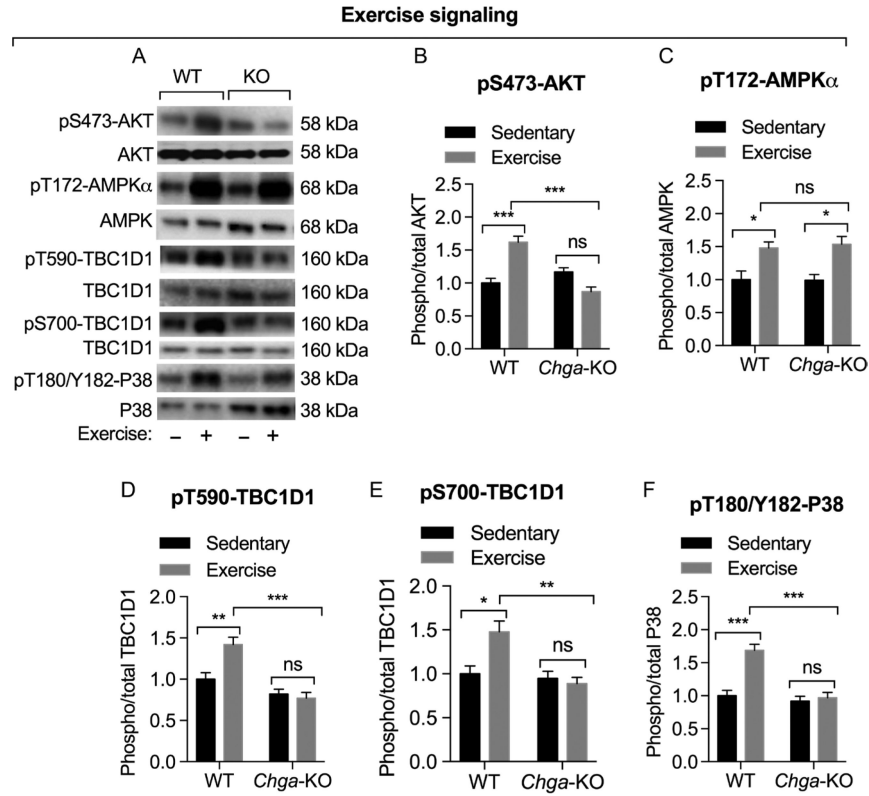 Exercise signaling
A
WT KO
pS473-AKT 58 kDa
AKT 58 kDa
pT172-AMPKα 68 kDa
AMPK 68 kDa
pT590-TBC1D1 160 kDa
TBC1D1 160 kDa
pS700-TBC1D1 160 kDa
TBC1D1 160 kDa
pT180/Y182-P38 38 kDa
P38 38 kDa
Exercise: – + – +
B
pS473-AKT
Sedentary
Exercise
Phospho/total AKT
2.5
2.0
1.5
1.0
0.5
0.0
***
***
ns
WT Chga-KO
C
pT172-AMPKα
Sedentary
Exercise
Phospho/total AMPK
2.5
2.0
1.5
1.0
0.5
0.0
ns
* *
WT Chga-KO
D
pT590-TBC1D1
Sedentary
Exercise
Phospho/total TBC1D1
2.0
1.5
1.0
0.5
0.0
***
**
ns
WT Chga-KO
E
pS700-TBC1D1
Sedentary
Exercise
Phospho/total TBC1D1
2.0
1.5
1.0
0.5
0.0
**
*
ns
WT Chga-KO
F
pT180/Y182-P38
Sedentary
Exercise
Phospho/total P38
2.5
2.0
1.5
1.0
0.5
0.0
***
***
ns
WT Chga-KO